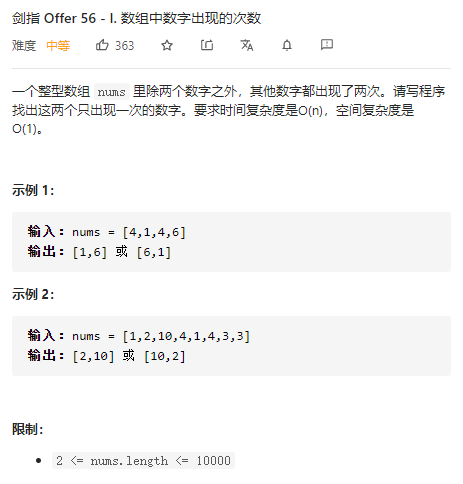 剑指 Offer 56 - I. 数组中数字出现的次数
难度 中等 363
一个整型数组 nums 里除两个数字之外，其他数字都出现了两次。请写程序
找出这两个只出现一次的数字。要求时间复杂度是O(n)，空间复杂度是
O(1)。
示例 1：
输入：nums = [4,1,4,6]
输出：[1,6] 或 [6,1]
示例 2：
输入：nums = [1,2,10,4,1,4,3,3]
输出：[2,10] 或 [10,2]
限制：
2 <= nums.length <= 10000